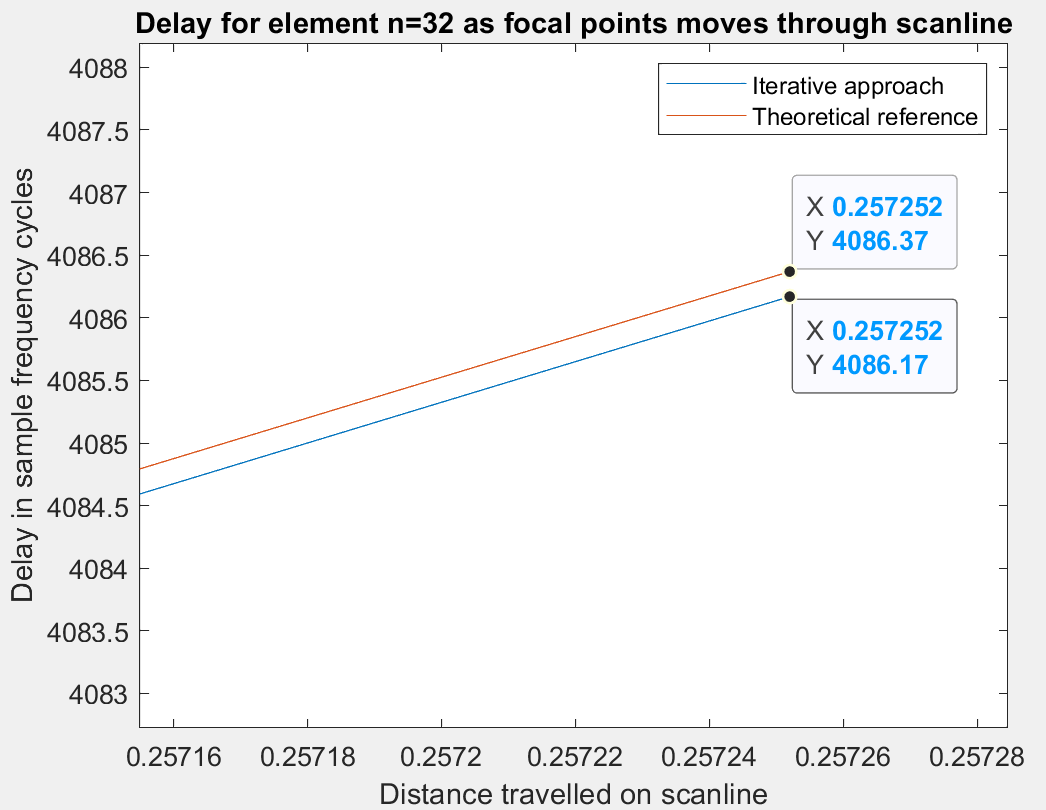 Delay for element n=32 as focal points moves through scanline
Delay in sample frequency cycles
4088
4087.5
4087
4086.5
4086
4085.5
4085
4084.5
4084
4083.5
4083
Iterative approach
Theoretical reference
X 0.257252
Y 4086.37
X 0.257252
Y 4086.17
0.25716
0.25718
0.2572
0.25722
0.25724
0.25726
0.25728
Distance travelled on scanline